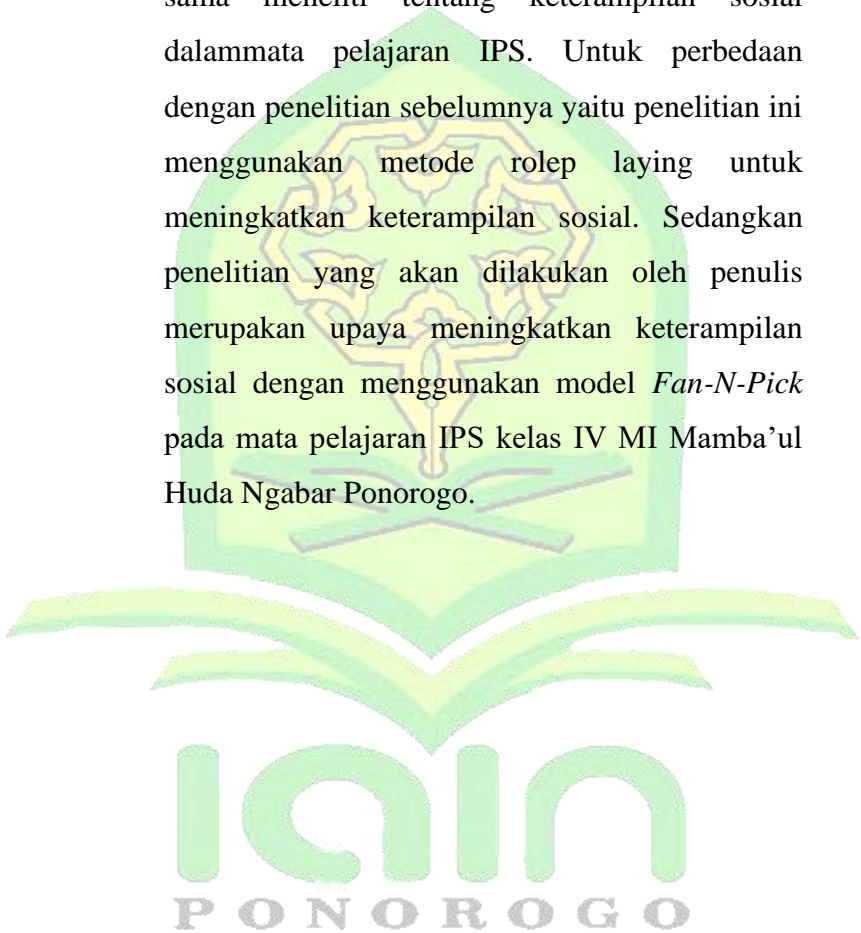 sama meneliti tentang keterampilan sosial
dalammata pelajaran IPS. Untuk perbedaan
dengan penelitian sebelumnya yaitu penelitian ini
menggunakan metode rolep laying untuk
meningkatkan keterampilan sosial. Sedangkan
penelitian yang akan dilakukan oleh penulis
merupakan upaya meningkatkan keterampilan
sosial dengan menggunakan model Fan-N-Pick
pada mata pelajaran IPS kelas IV MI Mamba’ul
Huda Ngabar Ponorogo.
IAIN
PONOROGO